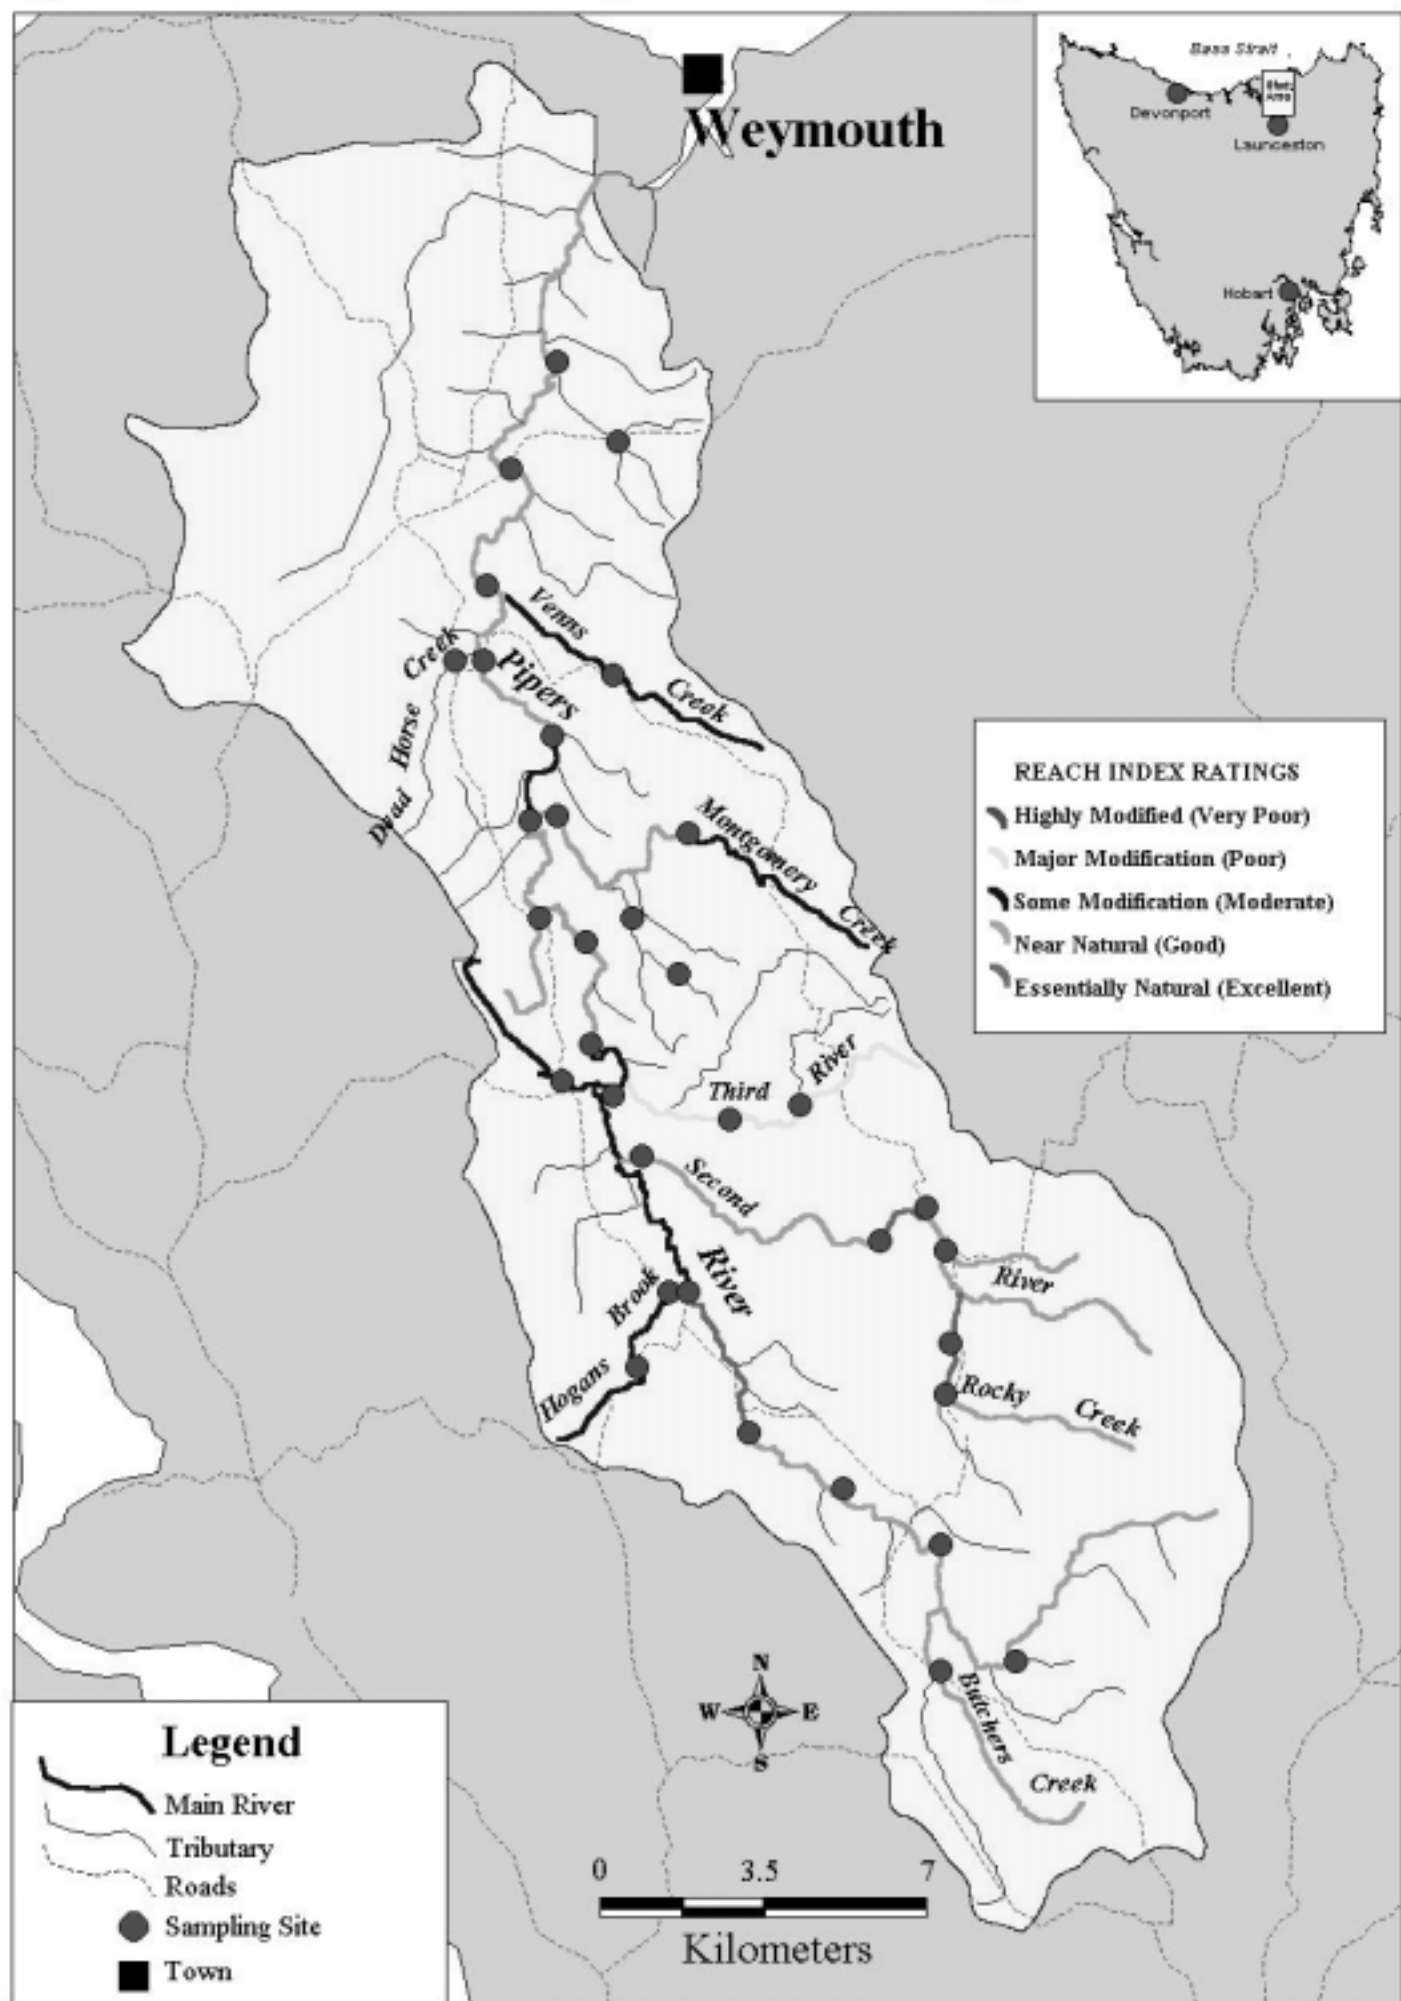 Weymouth
Bass Strait
Study
Area
Devonport
Launceston
Hobart
Venns
Creek
Creek
Pipers
Dead Horse
Montgomery
Creek
REACH INDEX RATINGS
Highly Modified (Very Poor)
Major Modification (Poor)
Some Modification (Moderate)
Near Natural (Good)
Essentially Natural (Excellent)
Third
River
Second
River
River
Hogans
Brook
Rocky
Creek
Butchers
Creek
N
W
E
S
Legend
Main River
Tributary
Roads
Sampling Site
Town
0
3.5
7
Kilometers